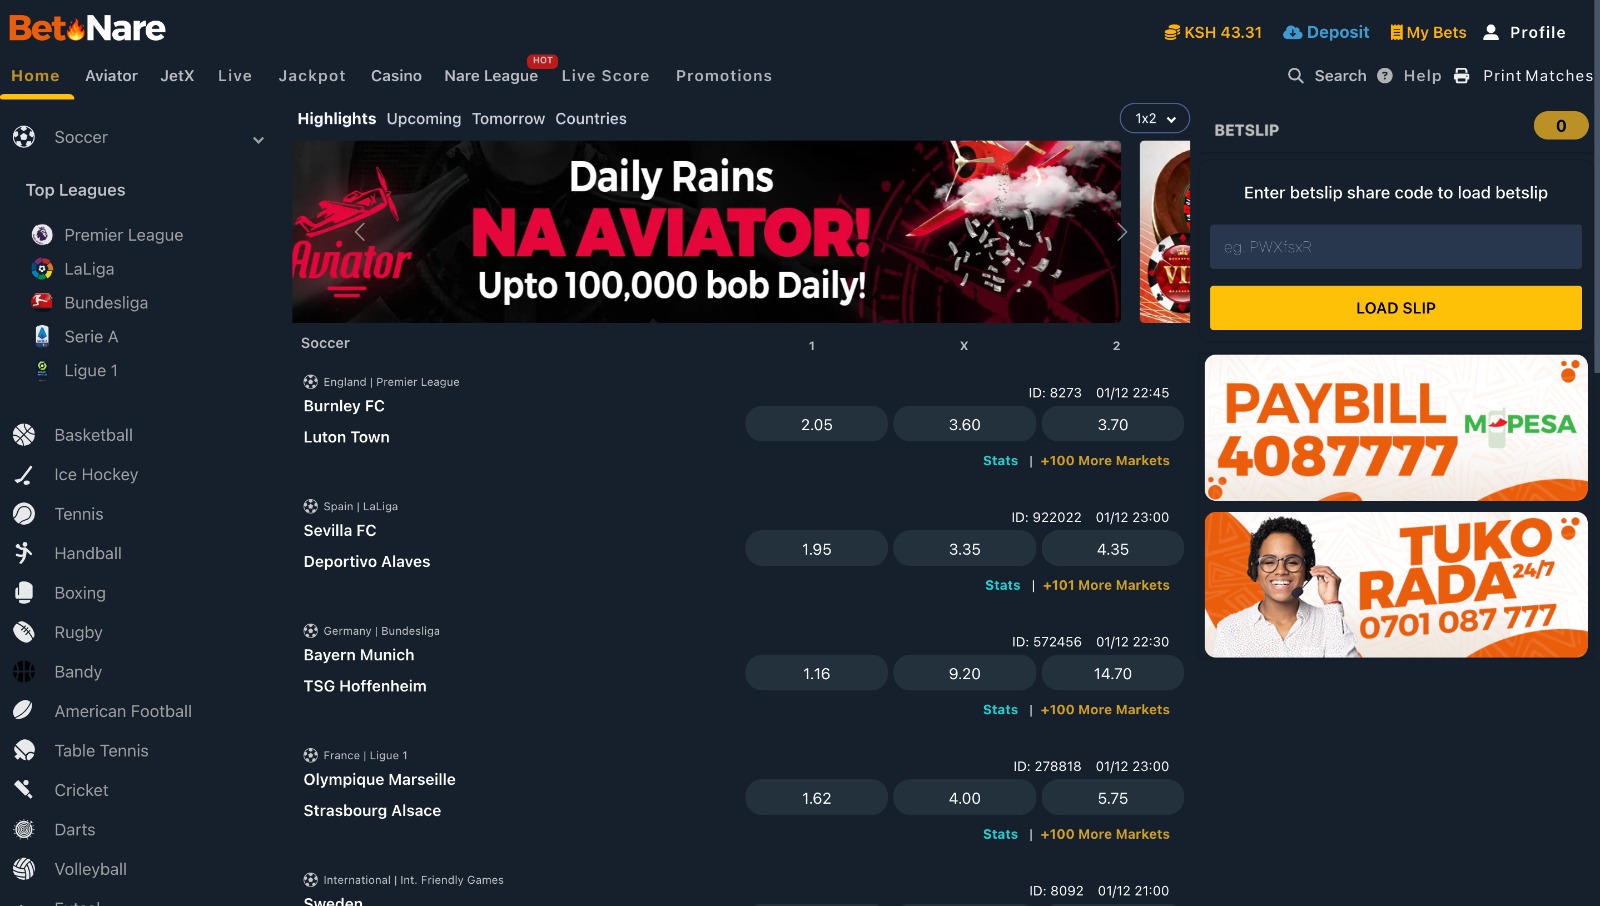 BetNare
KSH 43.31
Deposit
My Bets
Profile
Home
Aviator
JetX
Live
Jackpot
Casino
Nare League
HOT
Live Score
Promotions
Search
Help
Print Matches
Soccer
Top Leagues
Premier League
LaLiga
Bundesliga
Serie A
Ligue 1
Basketball
Ice Hockey
Tennis
Handball
Boxing
Rugby
Bandy
American Football
Table Tennis
Cricket
Darts
Volleyball
Futsal
Highlights
Upcoming
Tomorrow
Countries
1x2
Aviator
Daily Rains
NA AVIATOR!
Upto 100,000 bob Daily!
VI
Soccer
1
X
2
England | Premier League
ID: 8273
01/12 22:45
Burnley FC
Luton Town
2.05
3.60
3.70
Stats | +100 More Markets
Spain | LaLiga
ID: 922022
01/12 23:00
Sevilla FC
Deportivo Alaves
1.95
3.35
4.35
Stats | +101 More Markets
Germany | Bundesliga
ID: 572456
01/12 22:30
Bayern Munich
TSG Hoffenheim
1.16
9.20
14.70
Stats | +100 More Markets
France | Ligue 1
ID: 278818
01/12 23:00
Olympique Marseille
Strasbourg Alsace
1.62
4.00
5.75
Stats | +100 More Markets
International | Int. Friendly Games
ID: 8092
01/12 21:00
Sweden
BETSLIP
0
Enter betslip share code to load betslip
eg. PWXfsxR
LOAD SLIP
PAYBILL
4087777
M-PESA
TUKO
RADA 24/7
0701 087 777